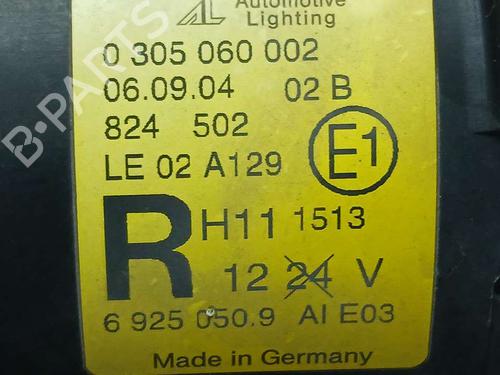 AL Automotive
Lighting
0 305 060 002
06.09.04 02 B
824 502
LE 02 A129
E1
R H11 1513
12 24 V
6 925 050.9 AI E03
Made in Germany
B-PARTS